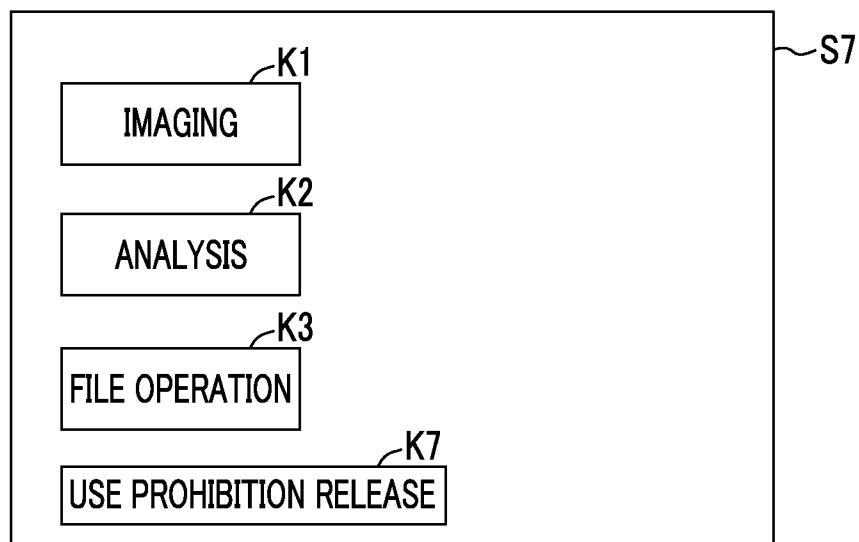 S7
K1
IMAGING
K2
ANALYSIS
K3
FILE OPERATION
K7
USE PROHIBITION RELEASE